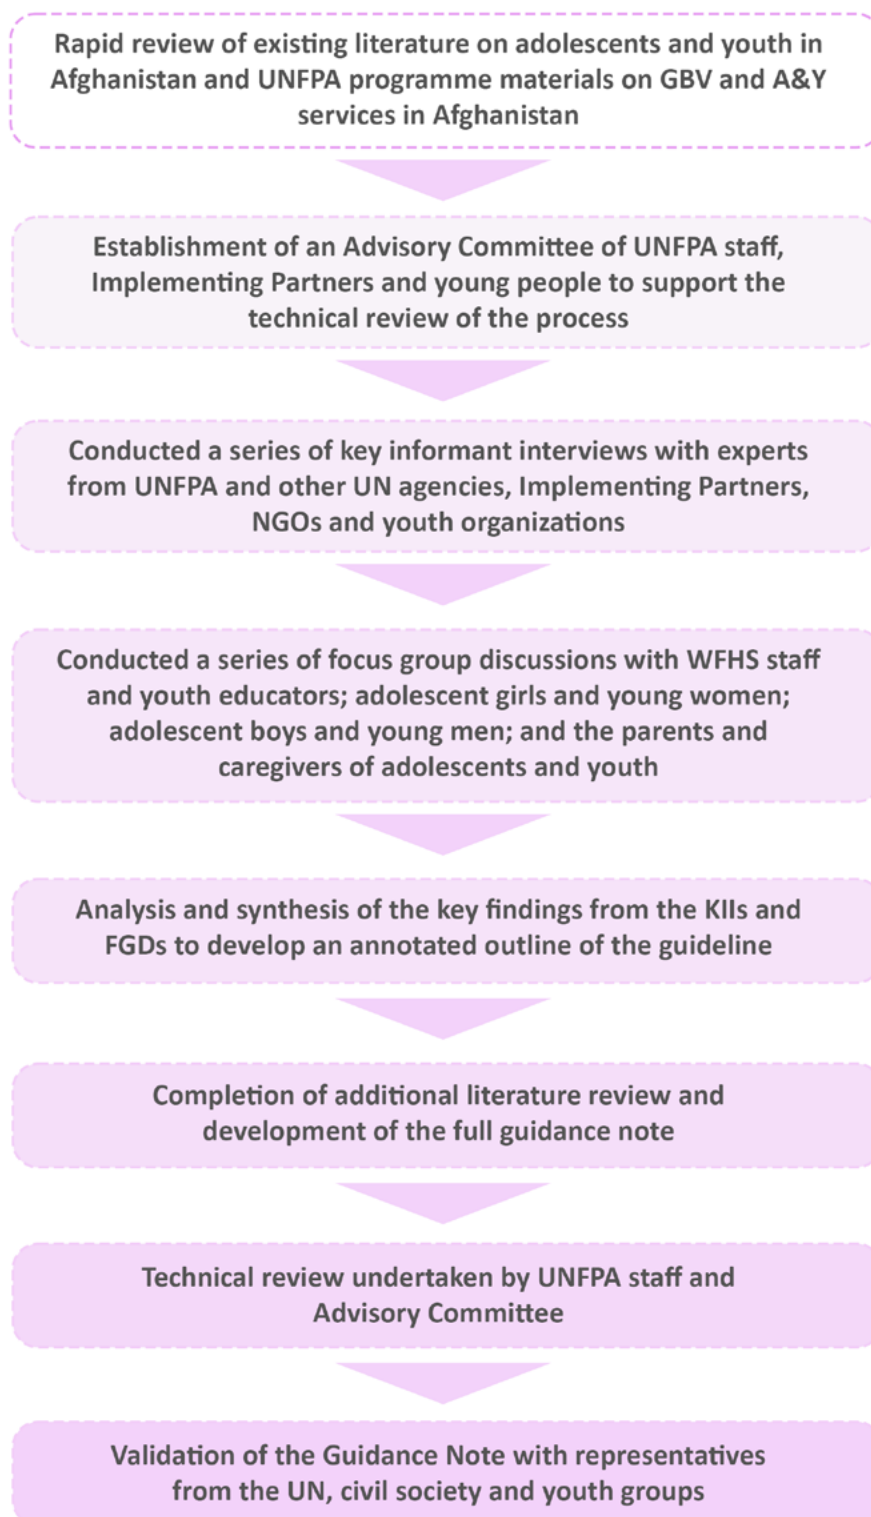 Rapid review of existing literature on adolescents and youth in
Afghanistan and UNFPA programme materials on GBV and A&Y
services in Afghanistan
Establishment of an Advisory Committee of UNFPA staff,
Implementing Partners and young people to support the
technical review of the process
Conducted a series of key informant interviews with experts
from UNFPA and other UN agencies, Implementing Partners,
NGOs and youth organizations
Conducted a series of focus group discussions with WFHS staff
and youth educators; adolescent girls and young women;
adolescent boys and young men; and the parents and
caregivers of adolescents and youth
Analysis and synthesis of the key findings from the KIIs and
FGDs to develop an annotated outline of the guideline
Completion of additional literature review and
development of the full guidance note
Technical review undertaken by UNFPA staff and
Advisory Committee
Validation of the Guidance Note with representatives
from the UN, civil society and youth groups